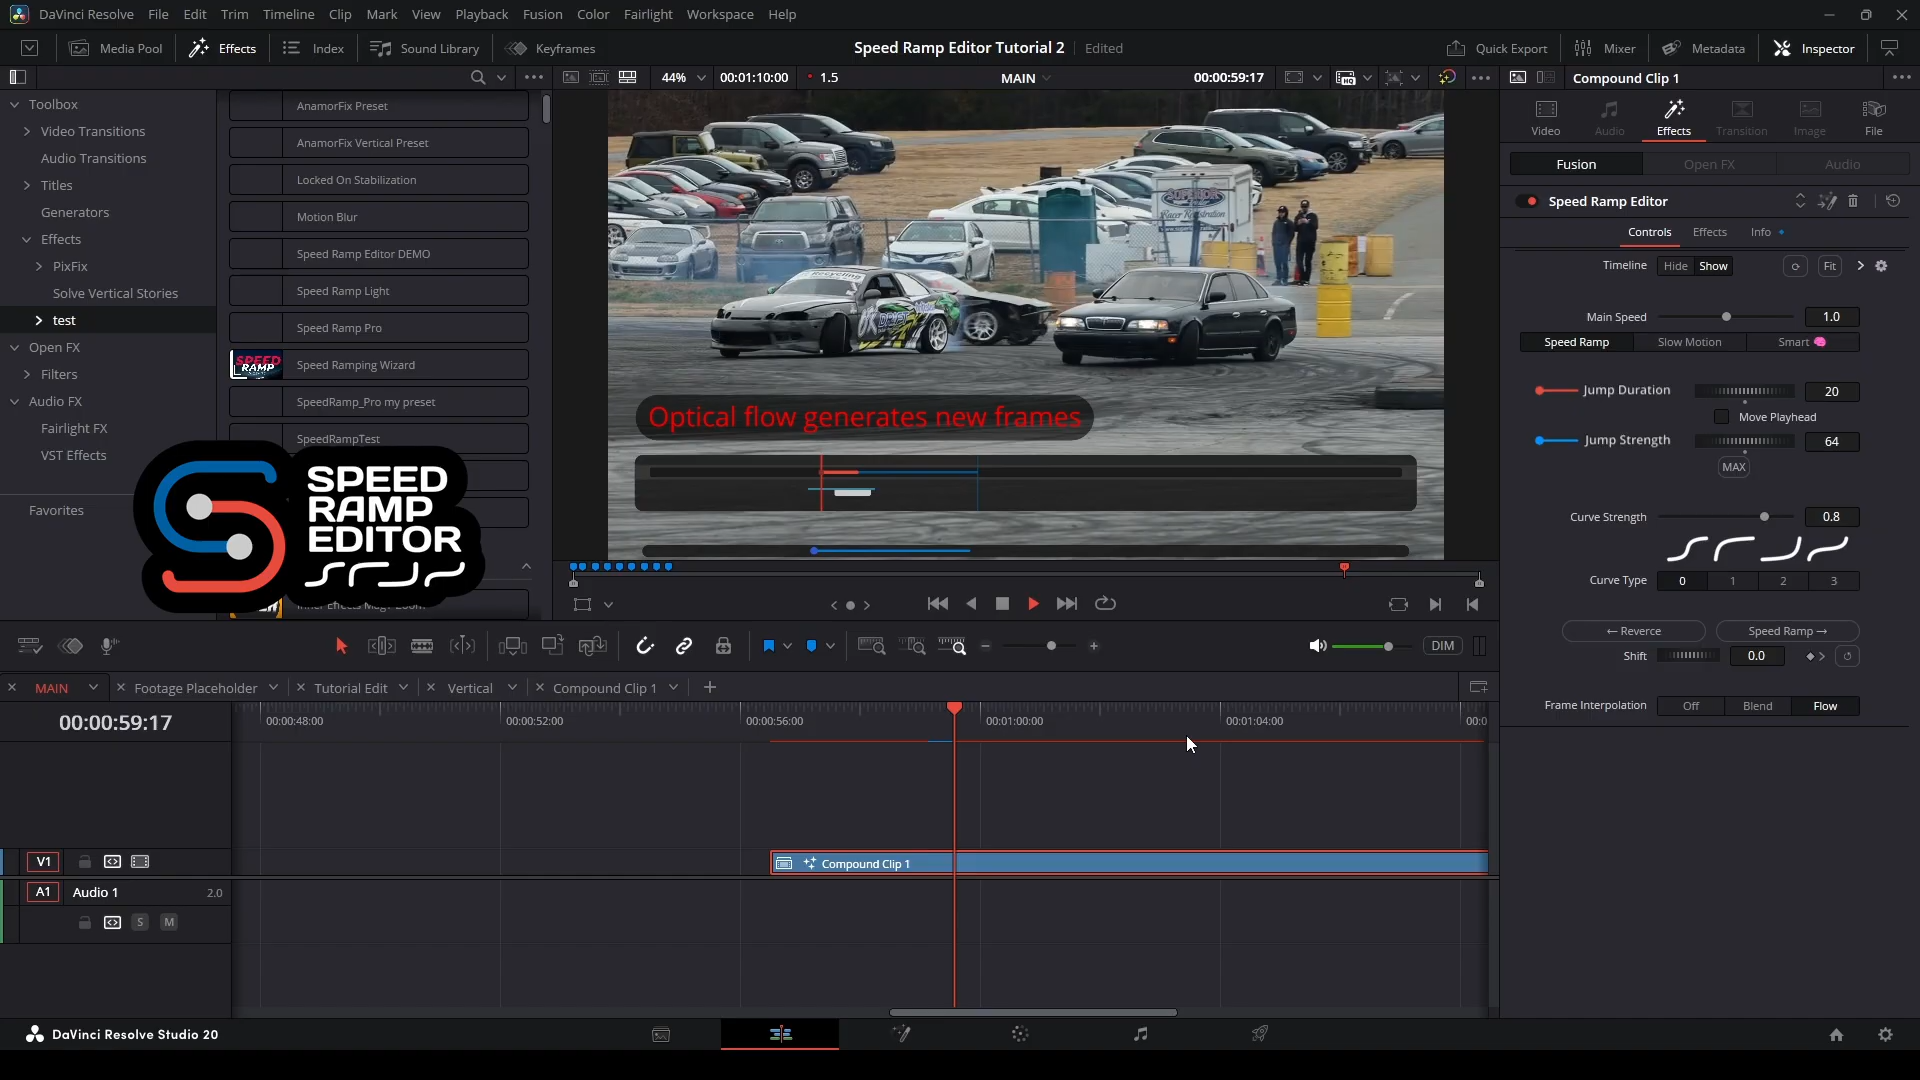 DaVinci Resolve File Edit Trim Timeline Clip Mark View Playback Fusion Color Fairlight Workspace Help
Media Pool Effects Index Sound Library Keyframes Speed Ramp Editor Tutorial 2 Edited Quick Export Mixer Metadata Inspector
44% 00:01:10:00 1.5 MAIN 00:00:59:17 Compound Clip 1
Toolbox
Video Transitions
Audio Transitions
Titles
Generators
Effects
PixFix
Solve Vertical Stories
test
Open FX
Filters
Audio FX
Fairlight FX
VST Effects
Favorites
AnamorFix Preset
AnamorFix Vertical Preset
Locked On Stabilization
Motion Blur
Speed Ramp Editor DEMO
Speed Ramp Light
Speed Ramp Pro
SPEED
RAMP
Speed Ramping Wizard
SpeedRamp_Pro my preset
SpeedRampTest
SPEED
RAMP
EDITOR
SUPERIOR
Race Registration
Recycling
DRIFT
Optical flow generates new frames
Video Audio Effects Transition Image File
Fusion Open FX Audio
Speed Ramp Editor
Controls Effects Info
Timeline Hide Show Fit
Main Speed 1.0
Speed Ramp Slow Motion Smart
Jump Duration 20
Move Playhead
Jump Strength 64
MAX
Curve Strength 0.8
Curve Type 0 1 2 3
← Reverce Speed Ramp →
Shift 0.0
Frame Interpolation Off Blend Flow
DIM
MAIN Footage Placeholder Tutorial Edit Vertical Compound Clip 1
00:00:59:17
00:00:48:00 00:00:52:00 00:00:56:00 00:01:00:00 00:01:04:00 00:0
V1
Compound Clip 1
A1 Audio 1 2.0
S M
DaVinci Resolve Studio 20